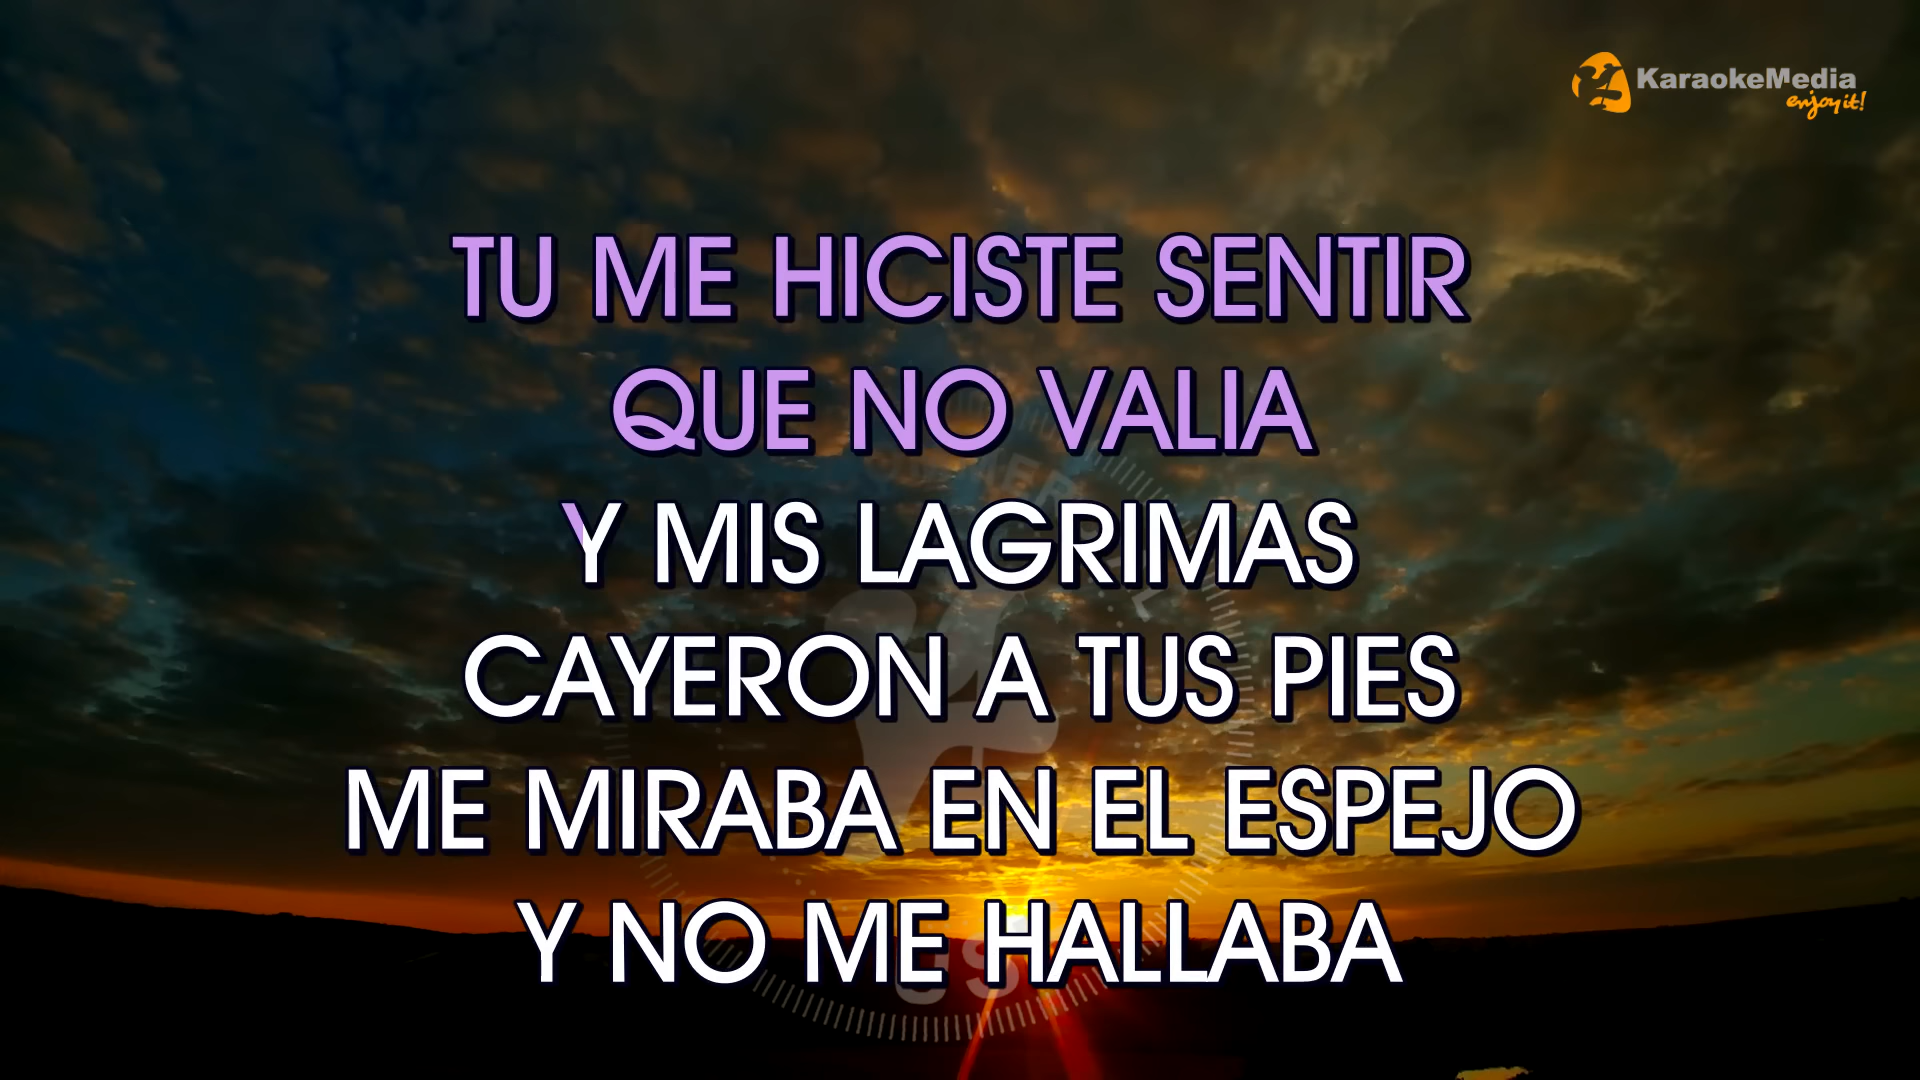 KaraokeMedia
enjoy it!
TU ME HICISTE SENTIR
QUE NO VALIA
Y MIS LAGRIMAS
CAYERON A TUS PIES
ME MIRABA EN EL ESPEJO
Y NO ME HALLABA